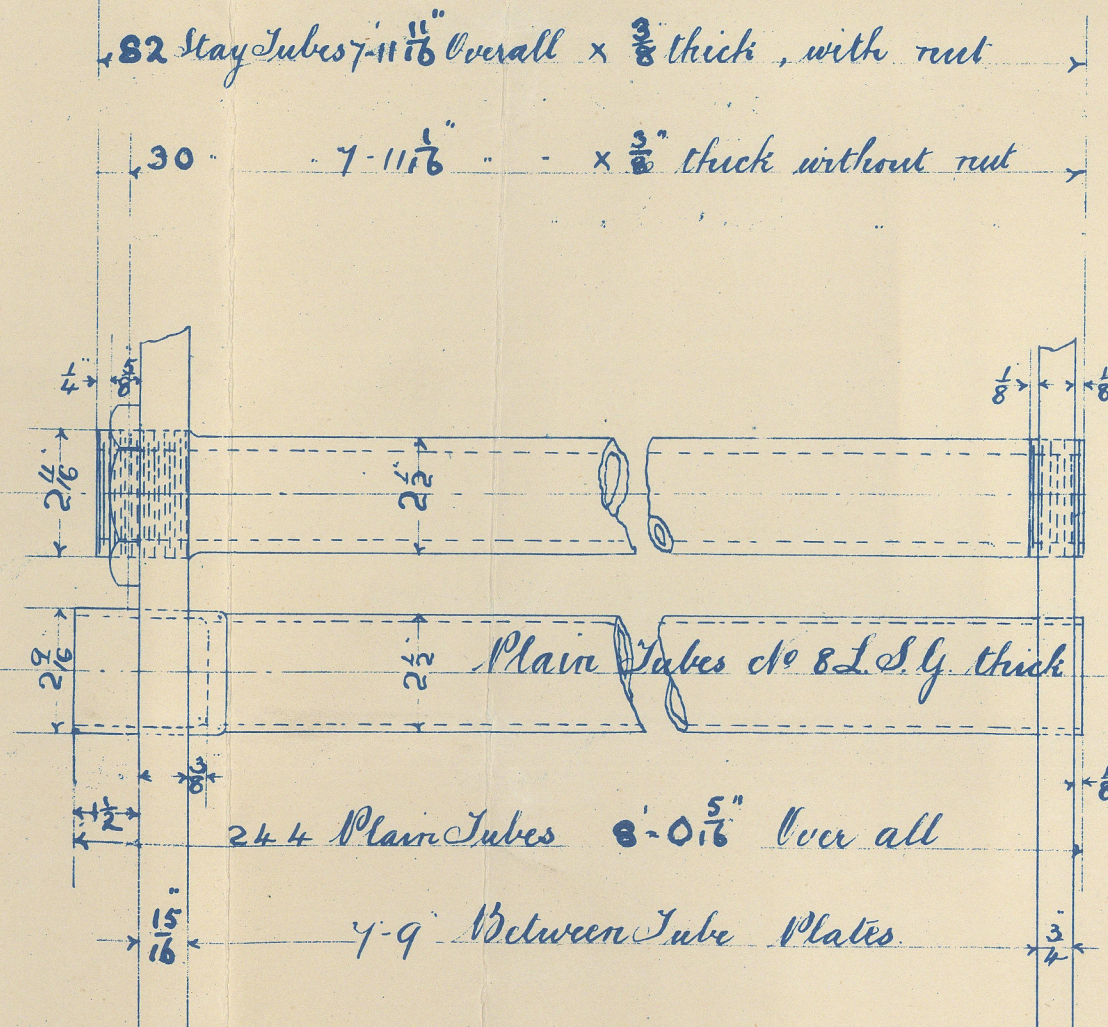 82 Stay Tubes 7'-11 11/16" Overall × 3/8" thick, with nut
30 " " 7-11 1/16" " - × 3/8" thick without nut
1/4" 5/8" 1/8 1/8
2 11/16 2 1/2"
2 9/16 2 1/2" Plain Tubes No 8 L.S.G. thick
3/8 1/8
1 1/2
244 Plain Tubes 8'-0 5/16" Over all
15/16" 7-9 Between Tube Plates. 3/4"